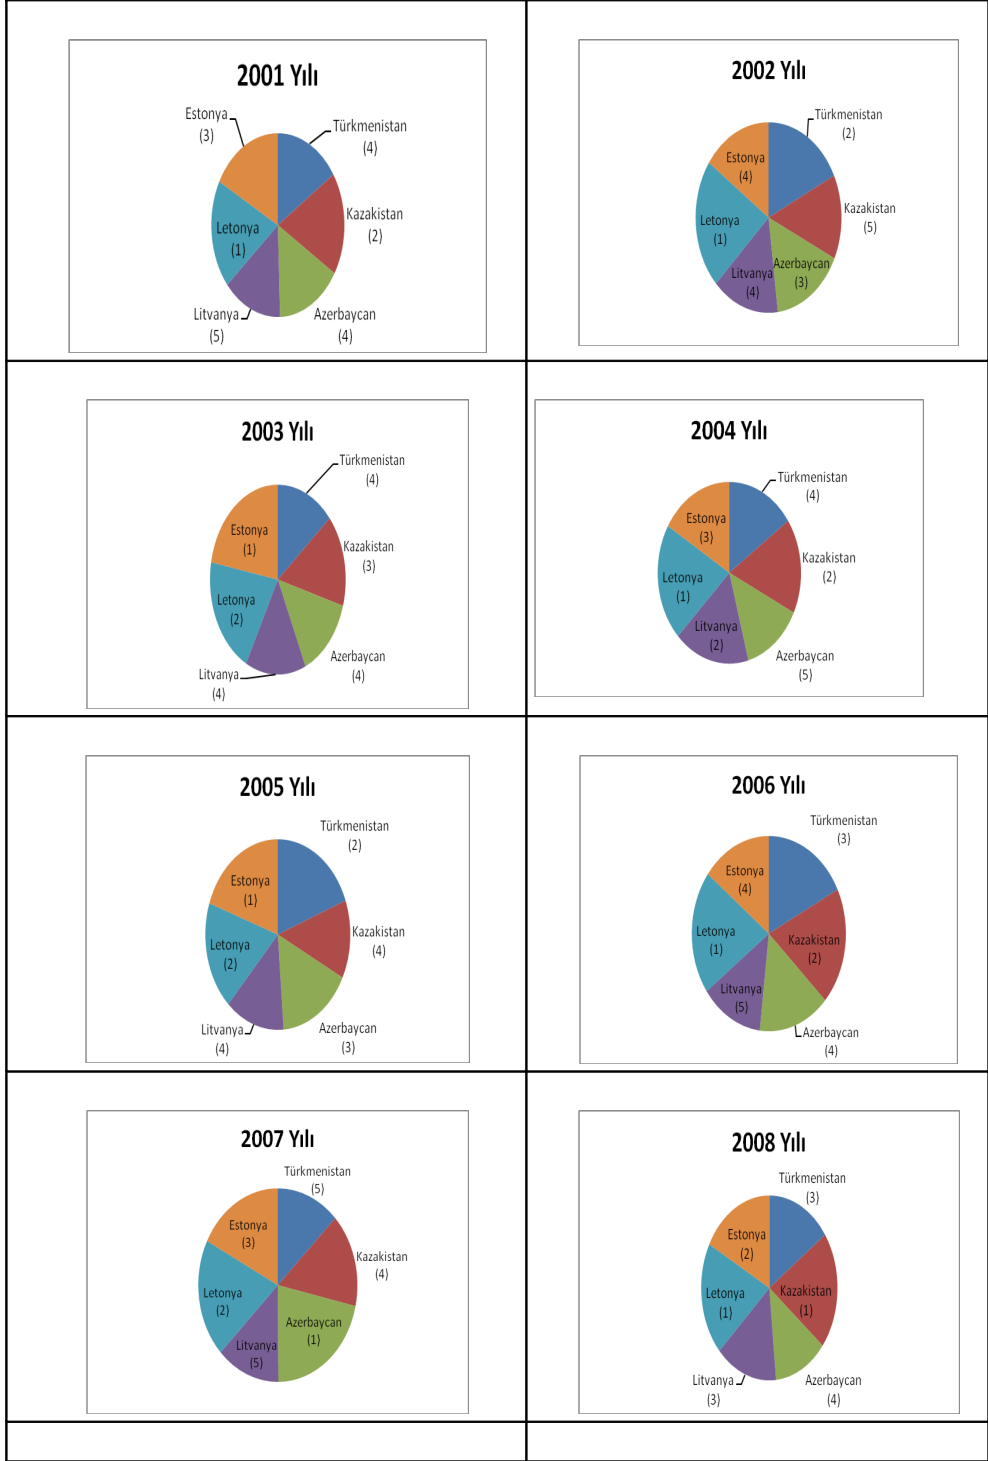 2001 Yılı
Estonya
(3)
Türkmenistan
(4)
Kazakistan
(2)
Letonya
(1)
Litvanya
(5)
Azerbaycan
(4)
2002 Yılı
Türkmenistan
(2)
Estonya
(4)
Kazakistan
(5)
Letonya
(1)
Azerbaycan
(3)
Litvanya
(4)
2003 Yılı
Türkmenistan
(4)
Estonya
(1)
Kazakistan
(3)
Letonya
(2)
Azerbaycan
(4)
Litvanya
(4)
2004 Yılı
Türkmenistan
(4)
Estonya
(3)
Kazakistan
(2)
Letonya
(1)
Litvanya
(2)
Azerbaycan
(5)
2005 Yılı
Türkmenistan
(2)
Estonya
(1)
Kazakistan
(4)
Letonya
(2)
Litvanya
(4)
Azerbaycan
(3)
2006 Yılı
Türkmenistan
(3)
Estonya
(4)
Letonya
(1)
Kazakistan
(2)
Litvanya
(5)
Azerbaycan
(4)
2007 Yılı
Türkmenistan
(5)
Estonya
(3)
Kazakistan
(4)
Letonya
(2)
Azerbaycan
(1)
Litvanya
(5)
2008 Yılı
Türkmenistan
(3)
Estonya
(2)
Letonya
(1)
Kazakistan
(1)
Litvanya
(3)
Azerbaycan
(4)